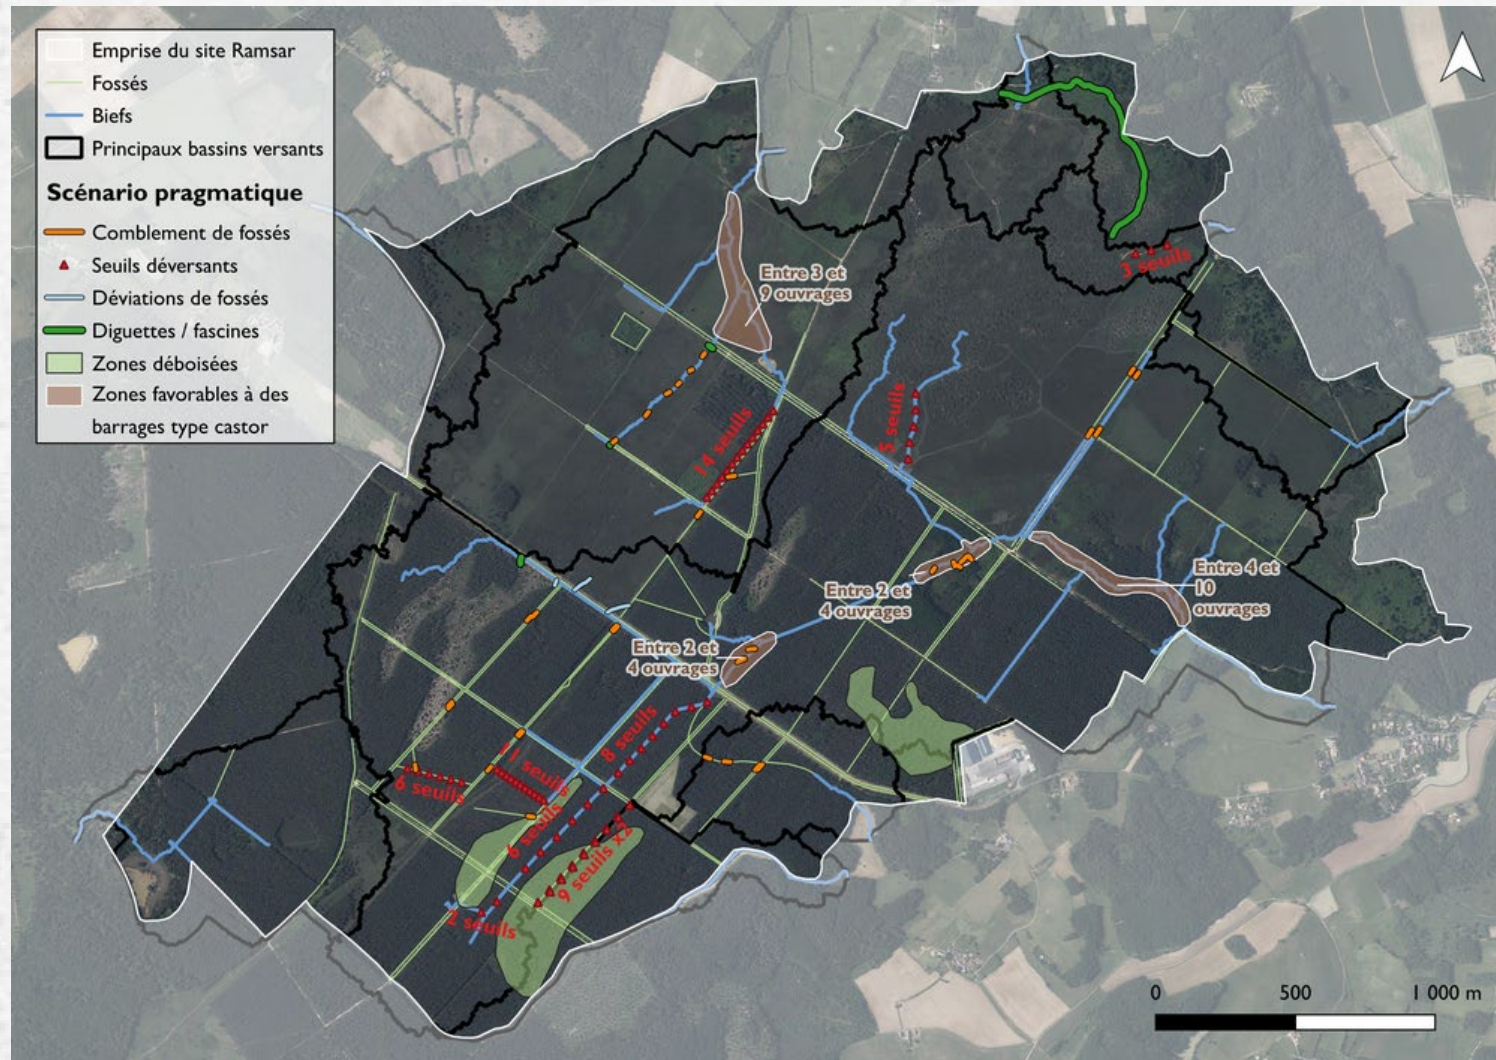 Emprise du site Ramsar
Fossés
Biefs
Principaux bassins versants
Scénario pragmatique
Comblement de fossés
Seuils déversants
Déviations de fossés
Diguettes / fascines
Zones déboisées
Zones favorables à des
barrages type castor
3 seuils
Entre 3 et
9 ouvrages
5 seuils
14 seuils
Entre 4 et
10
ouvrages
Entre 2 et
4 ouvrages
Entre 2 et
4 ouvrages
8 seuils
11 seuils
6 seuils
6 seuils
9 seuils x2
2 seuils
0 500 1 000 m